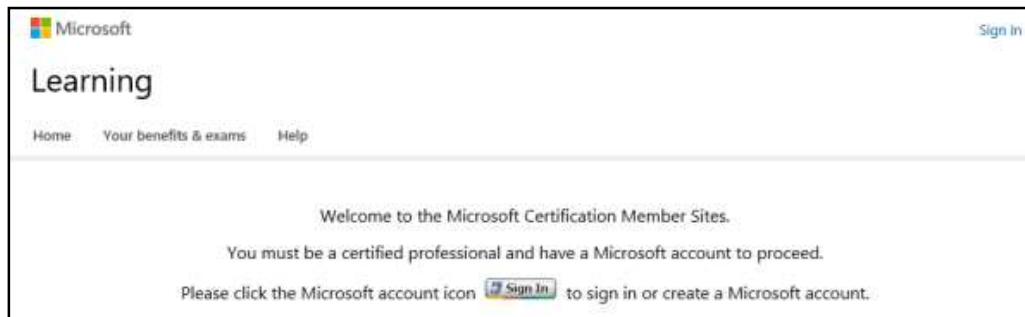 Microsoft
Sign In
Learning
Home Your benefits & exams Help
Welcome to the Microsoft Certification Member Sites.
You must be a certified professional and have a Microsoft account to proceed.
Please click the Microsoft account icon Sign In to sign in or create a Microsoft account.